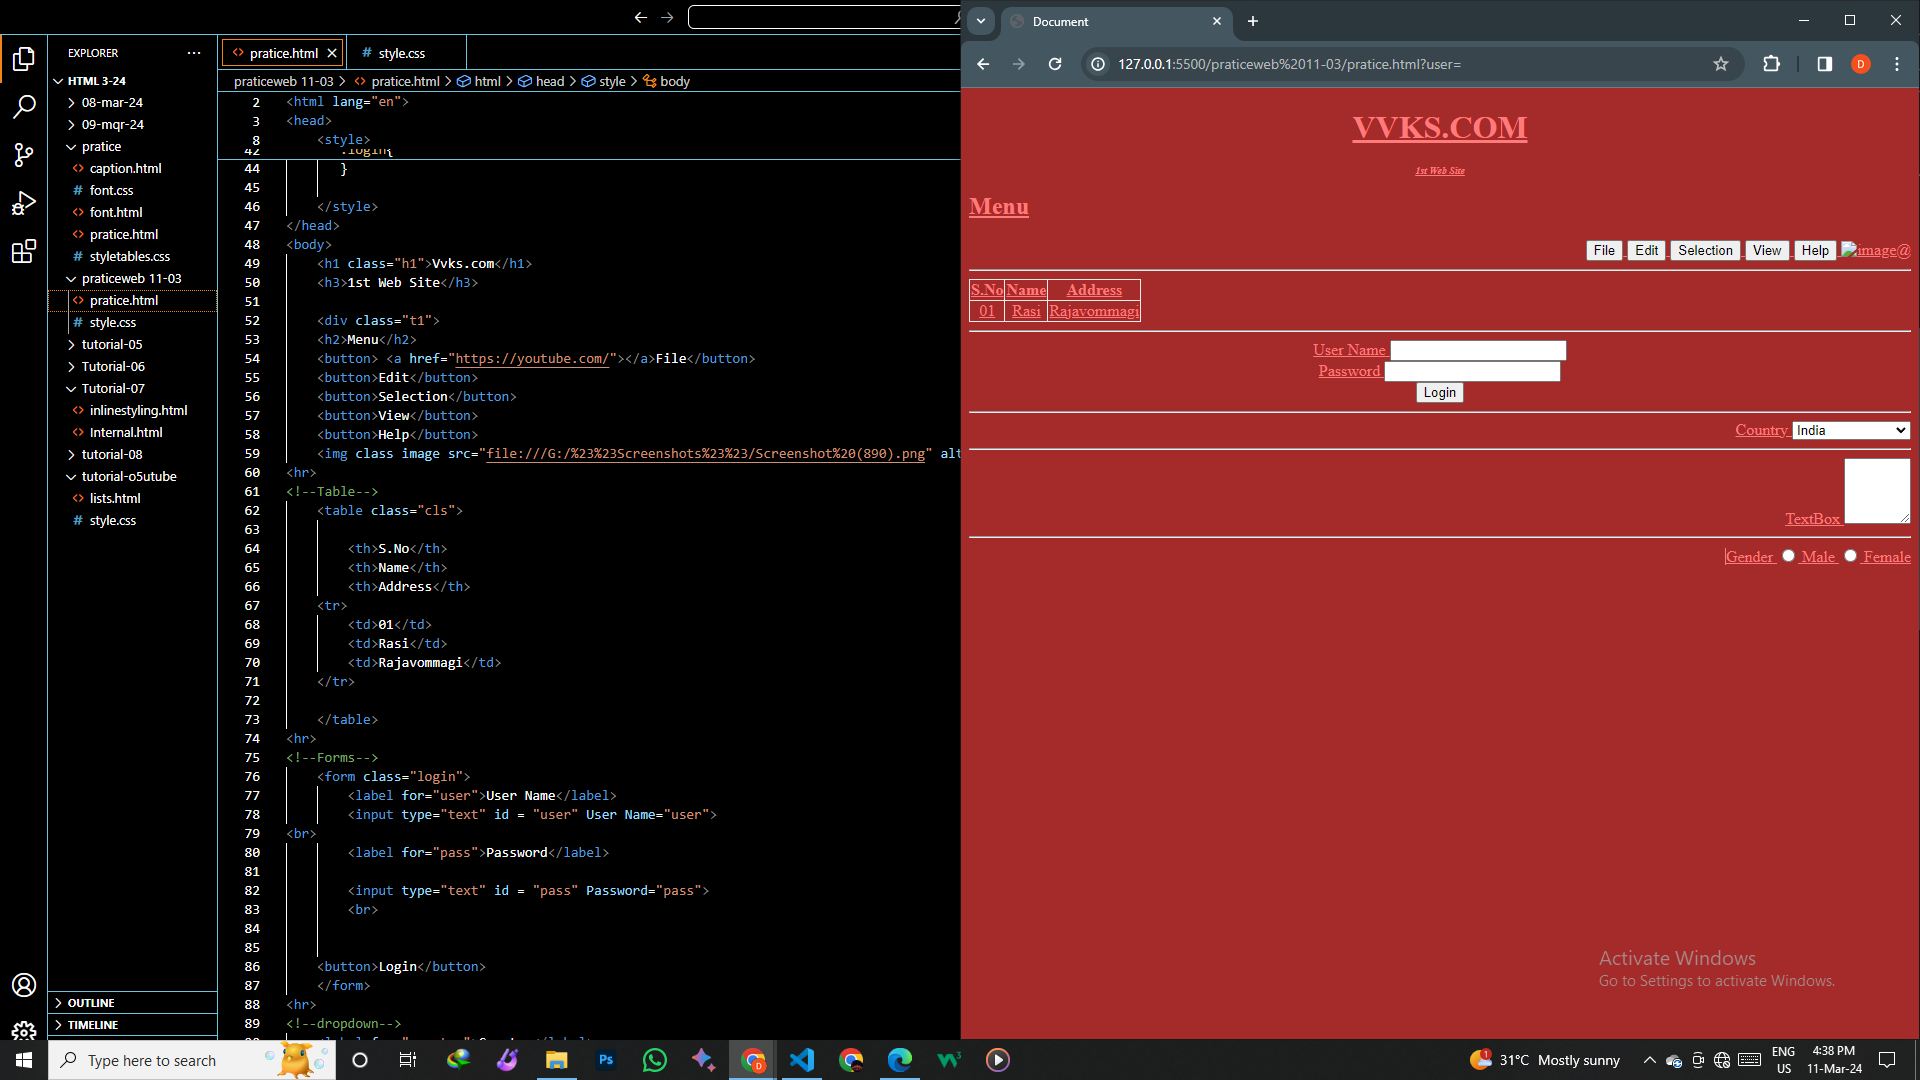 EXPLORER
HTML 3-24
08-mar-24
09-mqr-24
pratice
caption.html
font.css
font.html
pratice.html
styletables.css
praticeweb 11-03
pratice.html
style.css
tutorial-05
Tutorial-06
Tutorial-07
inlinestyling.html
Internal.html
tutorial-08
tutorial-o5utube
lists.html
style.css
OUTLINE
TIMELINE
pratice.html
style.css
praticeweb 11-03 > pratice.html > html > head > style > body
2 <html lang="en">
3 <head>
8 <style>
42 .login{
44 }
45
46 </style>
47 </head>
48 <body>
49 <h1 class="h1">Vvks.com</h1>
50 <h3>1st Web Site</h3>
51
52 <div class="t1">
53 <h2>Menu</h2>
54 <button> <a href="https://youtube.com/"></a>File</button>
55 <button>Edit</button>
56 <button>Selection</button>
57 <button>View</button>
58 <button>Help</button>
59 <img class image src="file:///G:/%23%23Screenshots%23%23/Screenshot%20(890).png" alt
60 <hr>
61 <!--Table-->
62 <table class="cls">
63
64 <th>S.No</th>
65 <th>Name</th>
66 <th>Address</th>
67 <tr>
68 <td>01</td>
69 <td>Rasi</td>
70 <td>Rajavommagi</td>
71 </tr>
72
73 </table>
74 <hr>
75 <!--Forms-->
76 <form class="login">
77 <label for="user">User Name</label>
78 <input type="text" id = "user" User Name="user">
79 <br>
80 <label for="pass">Password</label>
81
82 <input type="text" id = "pass" Password="pass">
83 <br>
84
85
86 <button>Login</button>
87 </form>
88 <hr>
89 <!--dropdown-->
Document
127.0.0.1:5500/praticeweb%2011-03/pratice.html?user=
D
VVKS.COM
1st Web Site
Menu
File Edit Selection View Help image@
S.No Name Address
01 Rasi Rajavommagi
User Name
Password
Login
Country India
TextBox
Gender Male Female
Activate Windows
Go to Settings to activate Windows.
Type here to search
Ps
31°C Mostly sunny
ENG
US
4:38 PM
11-Mar-24